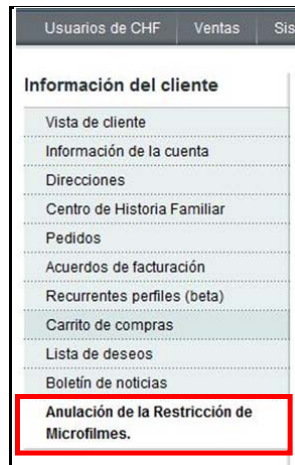 Usuarios de CHF Ventas Sis
Información del cliente
Vista de cliente
Información de la cuenta
Direcciones
Centro de Historia Familiar
Pedidos
Acuerdos de facturación
Recurrentes perfiles (beta)
Carrito de compras
Lista de deseos
Boletín de noticias
Anulación de la Restricción de
Microfilmes.